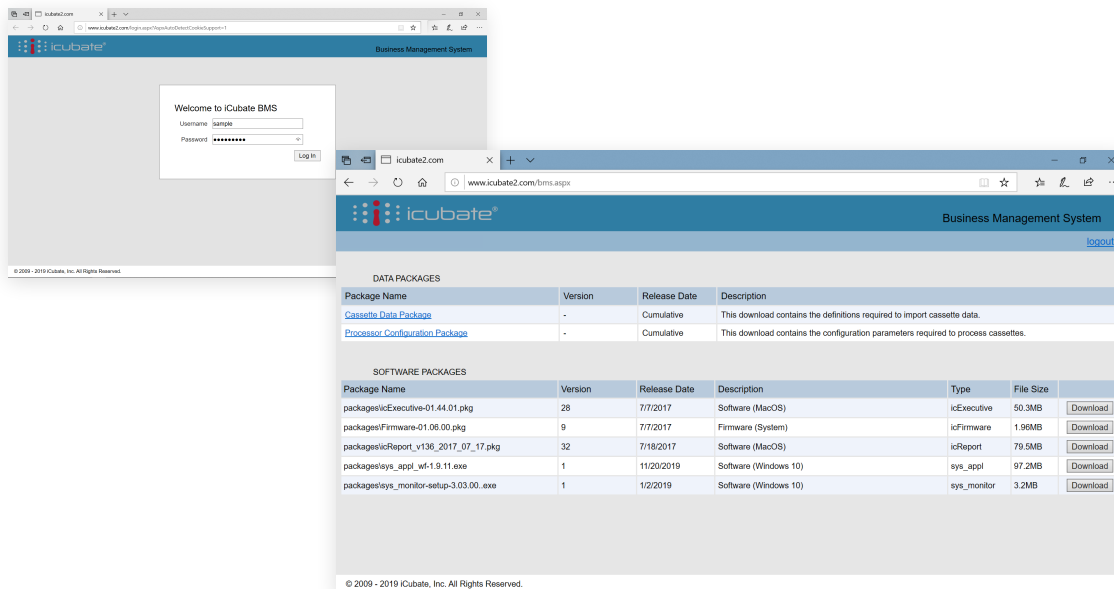 icubate2.com
www.icubate2.com/login.aspx?AspxAutoDetectCookieSupport=1
icubate®
Business Management System
Welcome to iCubate BMS
Username sample
Password •••••••••
Log In
© 2009 - 2019 iCubate, Inc. All Rights Reserved.
icubate2.com
www.icubate2.com/bms.aspx
icubate®
Business Management System
logout
DATA PACKAGES
Package Name Version Release Date Description
Cassette Data Package - Cumulative This download contains the definitions required to import cassette data.
Processor Configuration Package - Cumulative This download contains the configuration parameters required to process cassettes.
SOFTWARE PACKAGES
Package Name Version Release Date Description Type File Size
packages\icExecutive-01.44.01.pkg 28 7/7/2017 Software (MacOS) icExecutive 50.3MB Download
packages\Firmware-01.06.00.pkg 9 7/7/2017 Firmware (System) icFirmware 1.96MB Download
packages\icReport_v136_2017_07_17.pkg 32 7/18/2017 Software (MacOS) icReport 79.5MB Download
packages\sys_appl_wf-1.9.11.exe 1 11/20/2019 Software (Windows 10) sys_appl 97.2MB Download
packages\sys_monitor-setup-3.03.00..exe 1 1/2/2019 Software (Windows 10) sys_monitor 3.2MB Download
© 2009 - 2019 iCubate, Inc. All Rights Reserved.